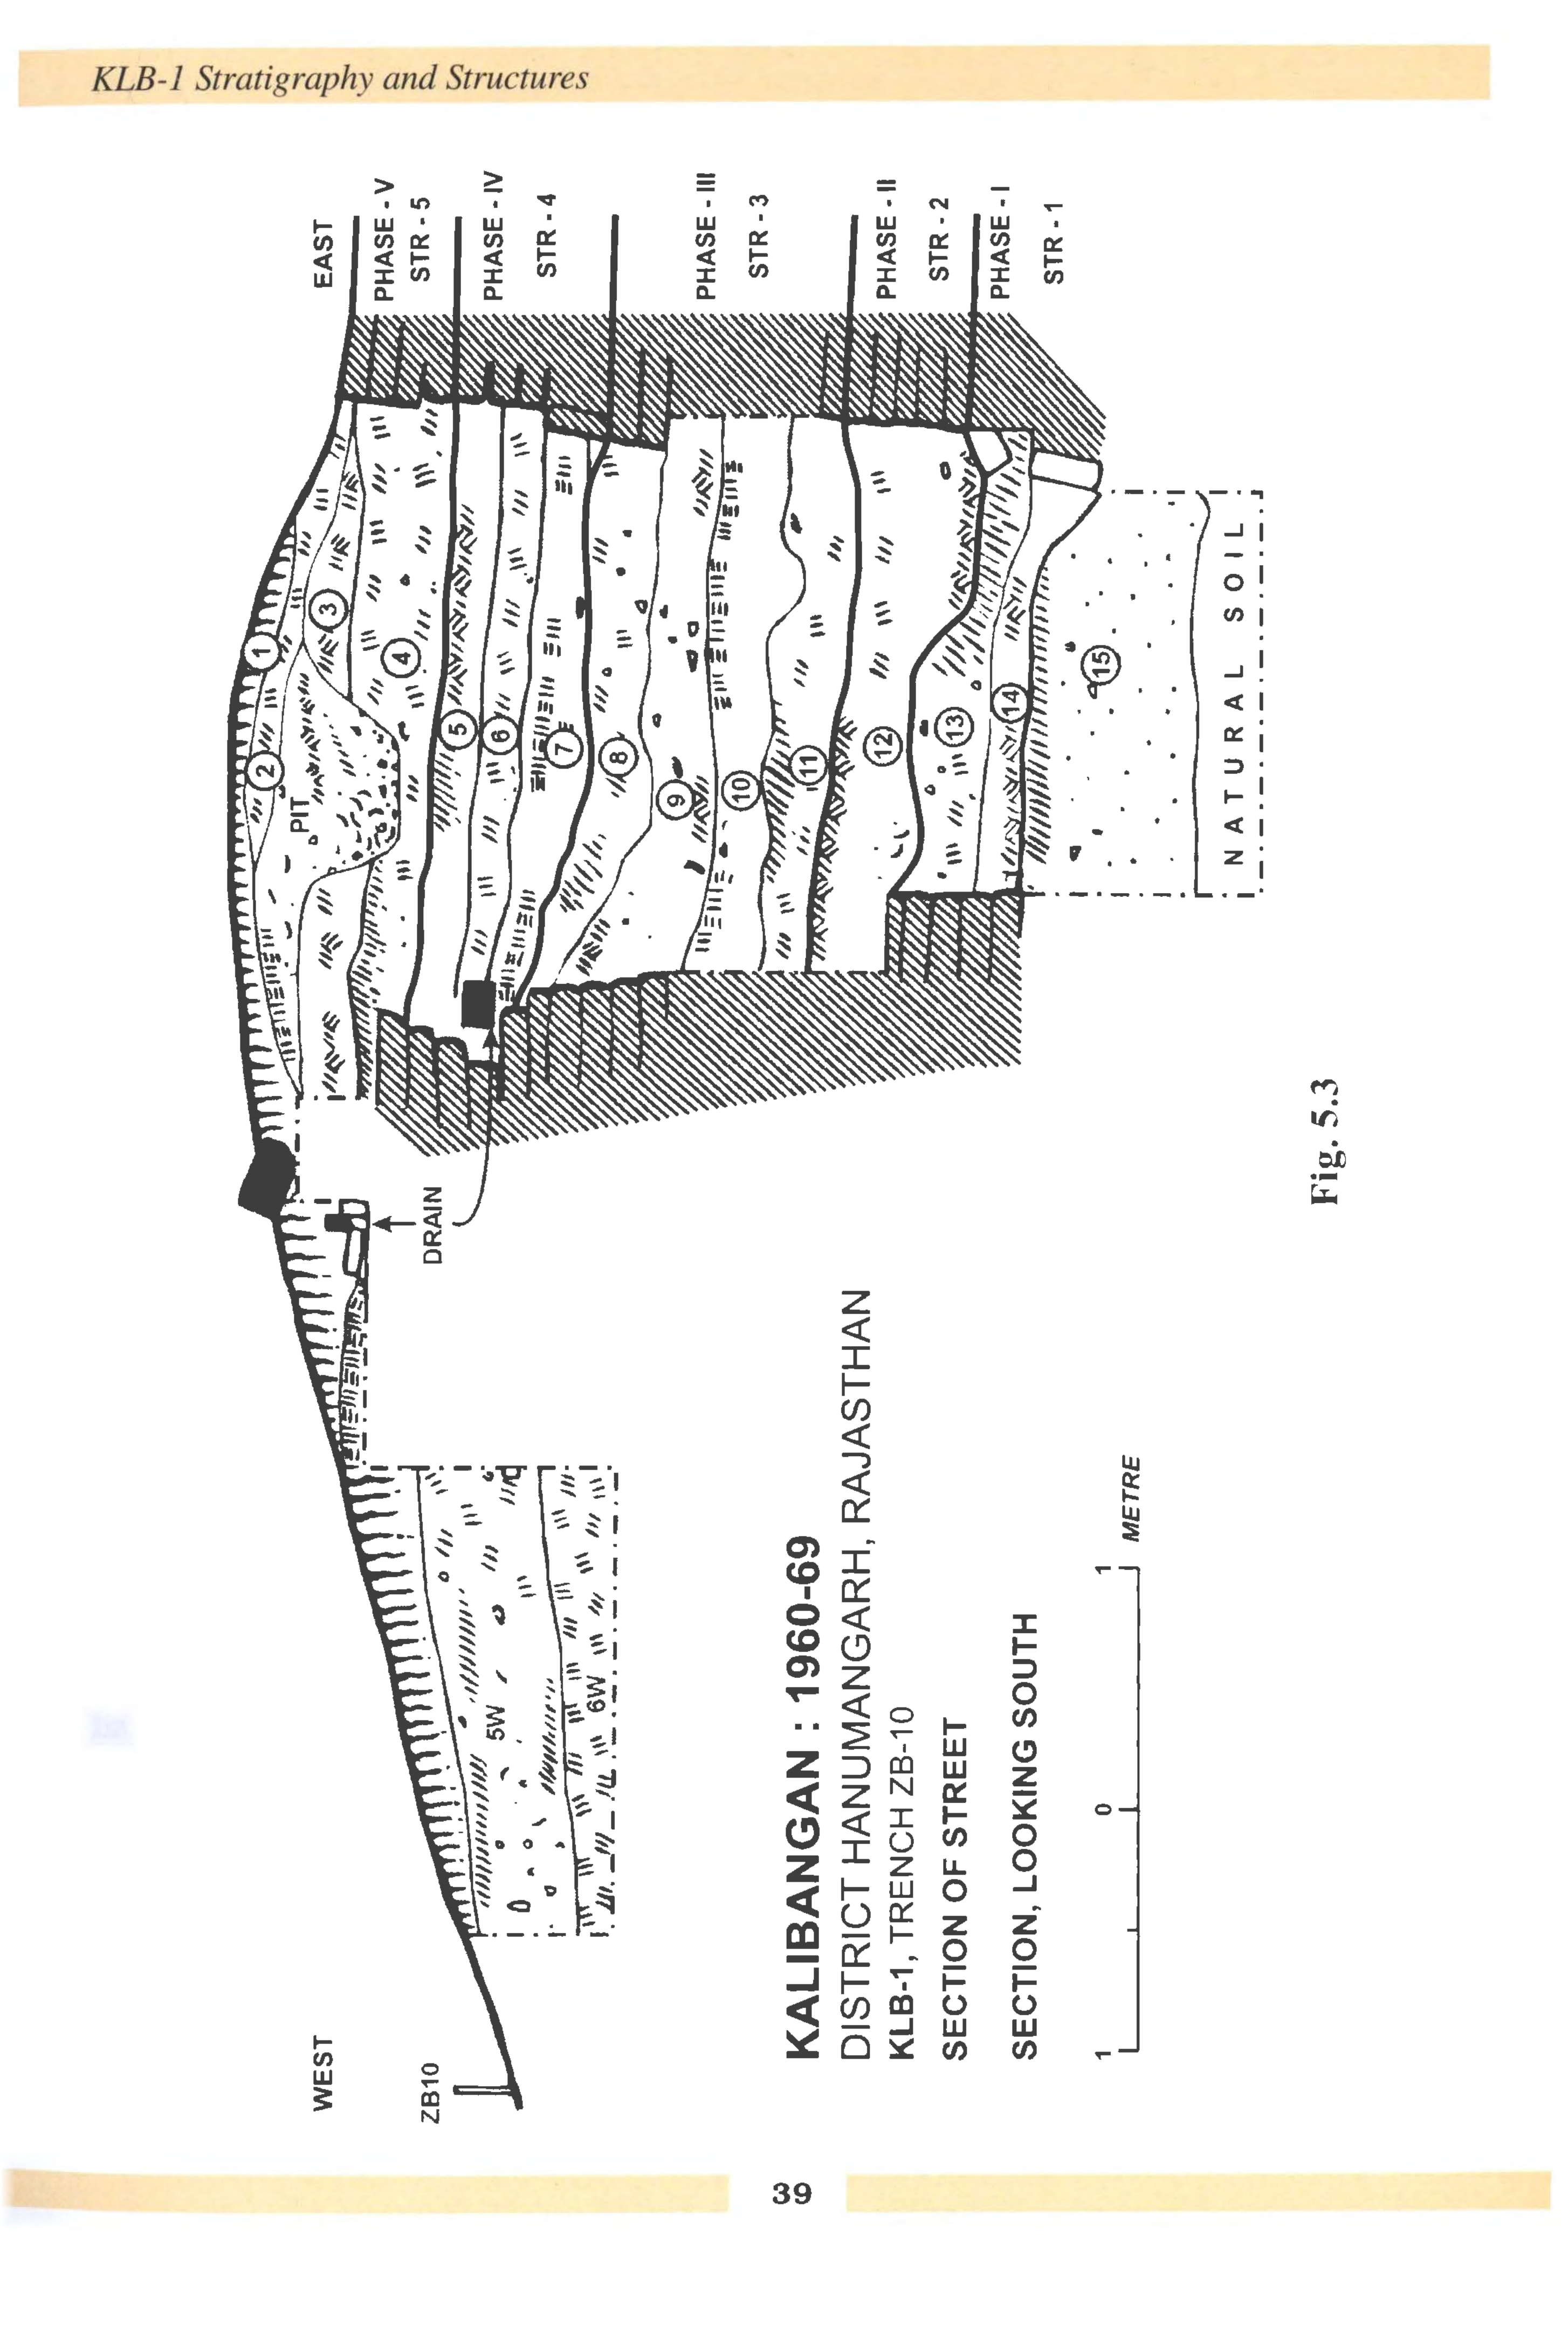 KLB-1 Stratigraphy and Structures
WEST
EAST
ZB10
PHASE - V
STR - 5
PHASE - IV
STR - 4
PHASE - III
STR - 3
PHASE - II
STR - 2
PHASE - I
STR - 1
1
2
3
PIT
4
5
6
7
8
9
10
11
12
13
14
15
NATURAL SOIL
DRAIN
5W
6W
KALIBANGAN : 1960-69
DISTRICT HANUMANGARH, RAJASTHAN
KLB-1, TRENCH ZB-10
SECTION OF STREET
SECTION, LOOKING SOUTH
1 0 1
METRE
Fig. 5.3
39